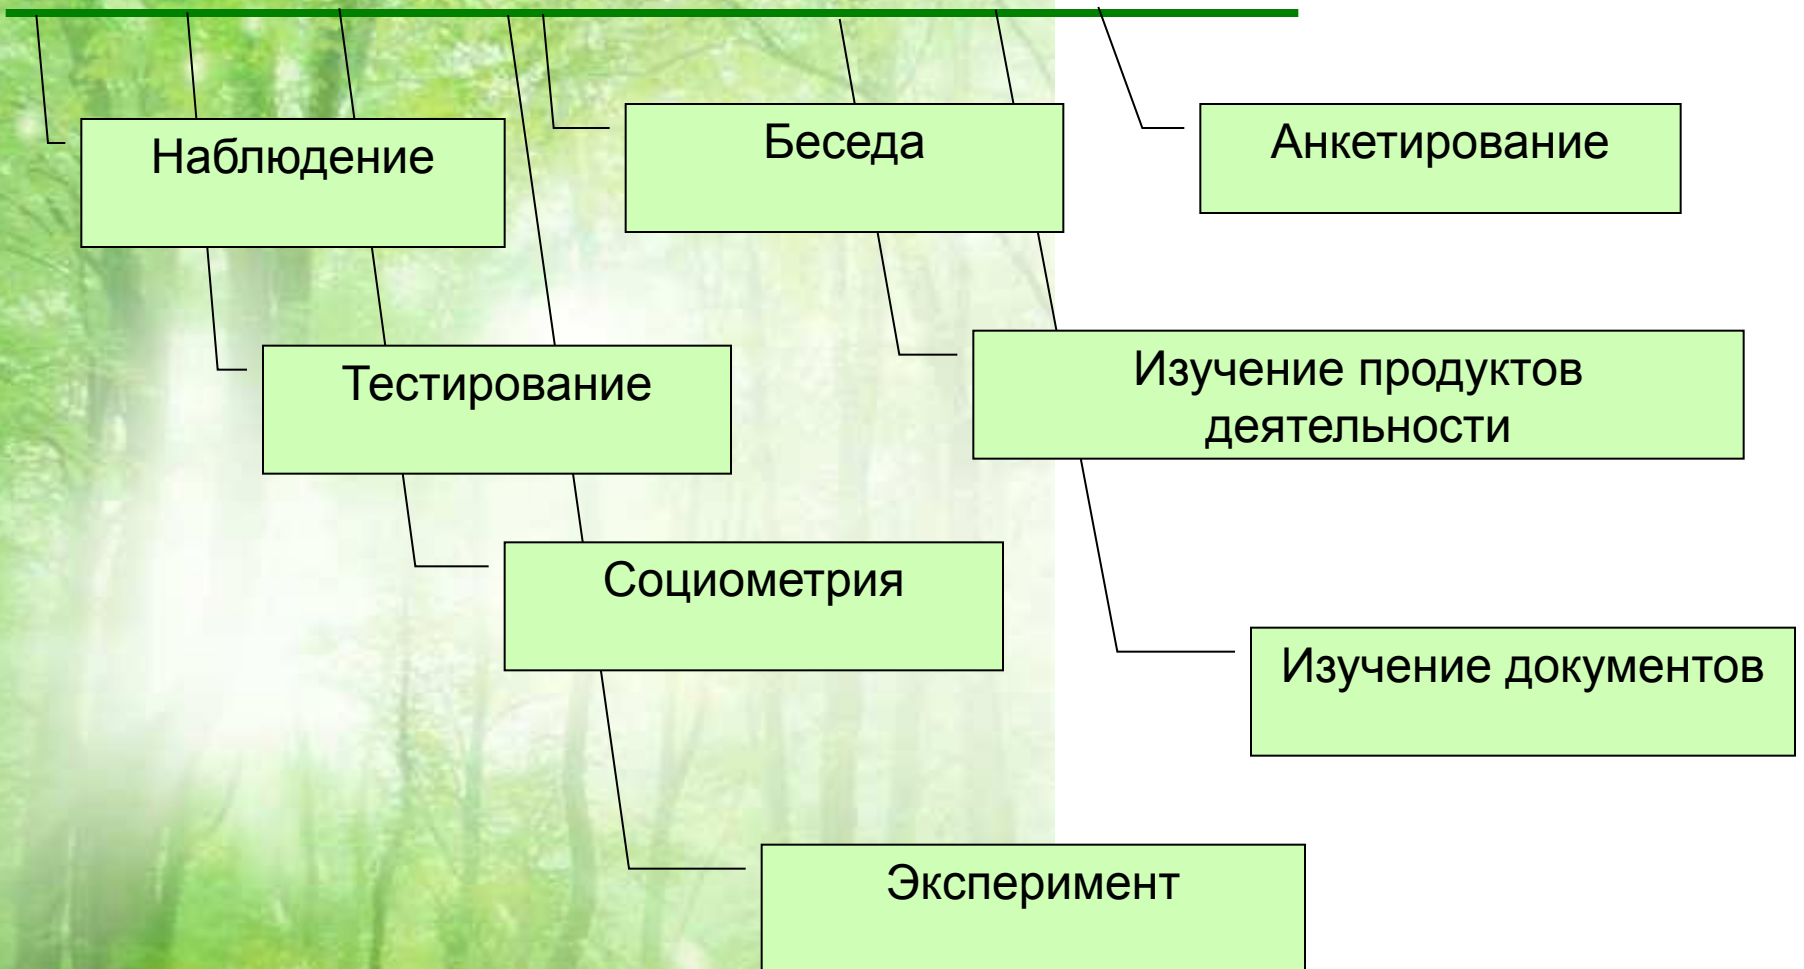 Наблюдение
Беседа
Анкетирование
Тестирование
Изучение продуктов
деятельности
Социометрия
Изучение документов
Эксперимент